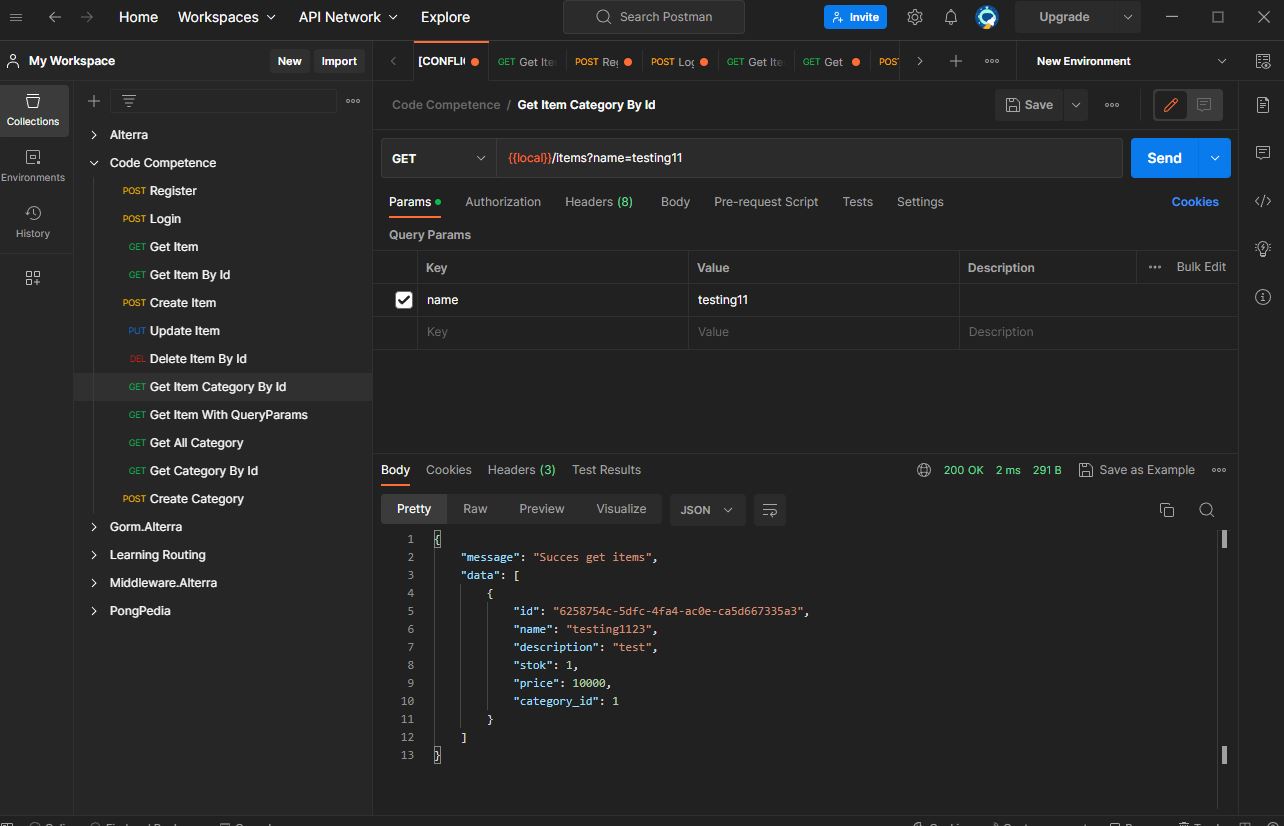 Home Workspaces API Network Explore Search Postman Invite Upgrade
My Workspace New Import
[CONFLI GET Get Ite POST Reg POST Log GET Get Ite GET Get POST New Environment
Collections
Environments
History
Alterra
Code Competence
POST Register
POST Login
GET Get Item
GET Get Item By Id
POST Create Item
PUT Update Item
DEL Delete Item By Id
GET Get Item Category By Id
GET Get Item With QueryParams
GET Get All Category
GET Get Category By Id
POST Create Category
Gorm.Alterra
Learning Routing
Middleware.Alterra
PongPedia
Code Competence / Get Item Category By Id Save
GET {{local}}/items?name=testing11 Send
Params Authorization Headers (8) Body Pre-request Script Tests Settings Cookies
Query Params
Key Value Description Bulk Edit
name testing11
Key Value Description
Body Cookies Headers (3) Test Results 200 OK 2 ms 291 B Save as Example
Pretty Raw Preview Visualize JSON
1 {
2 "message": "Succes get items",
3 "data": [
4 {
5 "id": "6258754c-5dfc-4fa4-ac0e-ca5d667335a3",
6 "name": "testing1123",
7 "description": "test",
8 "stok": 1,
9 "price": 10000,
10 "category_id": 1
11 }
12 ]
13 }